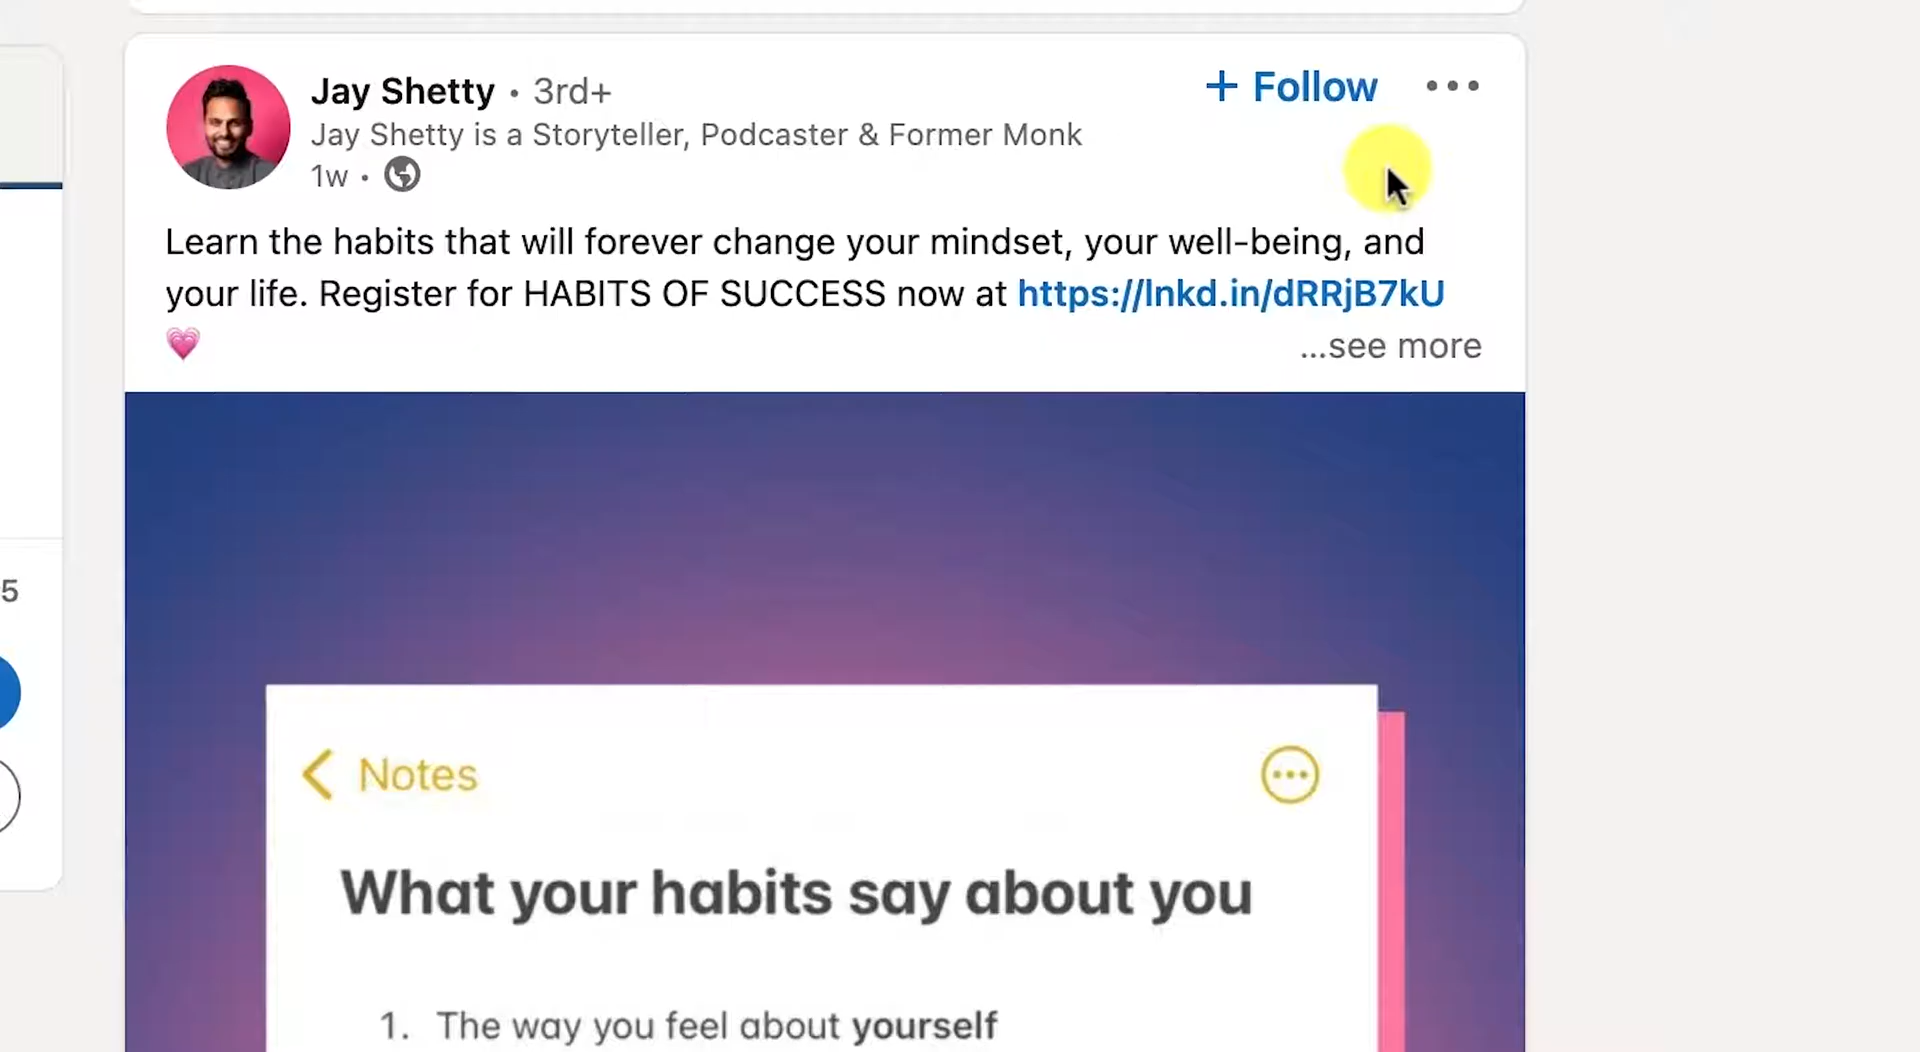 Jay Shetty • 3rd+
+ Follow
Jay Shetty is a Storyteller, Podcaster & Former Monk
1w •
Learn the habits that will forever change your mindset, your well-being, and
your life. Register for HABITS OF SUCCESS now at https://lnkd.in/dRRjB7kU
...see more
5
Notes
What your habits say about you
1. The way you feel about yourself